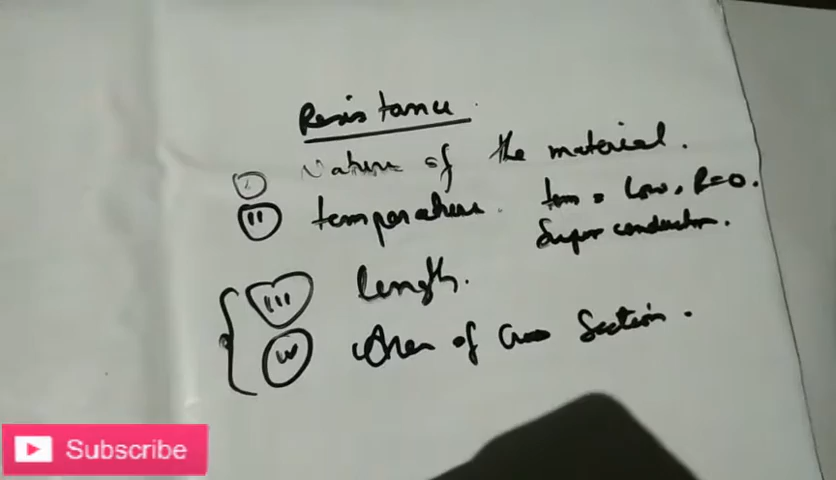 Resistance
(i) Nature of the material.
(ii) temperature. tem = Low, R=0.
Super conductor.
(iii) length.
(iv) Area of Cross Section.
Subscribe